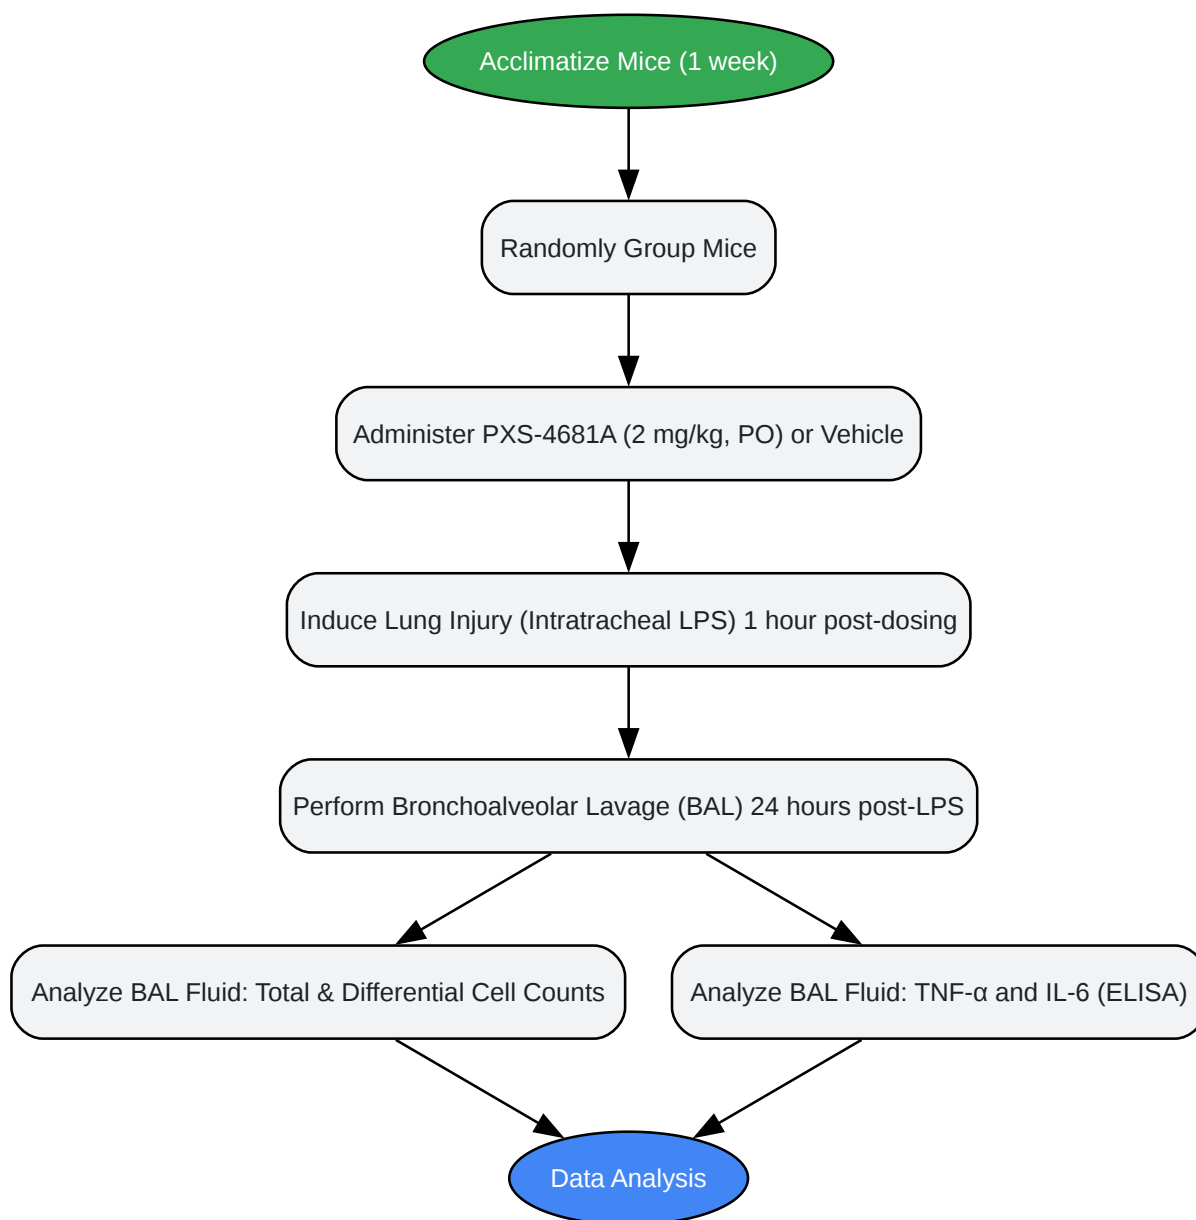 Acclimatize Mice (1 week)
Randomly Group Mice
Administer PXS-4681A (2 mg/kg, PO) or Vehicle
Induce Lung Injury (Intratracheal LPS) 1 hour post-dosing
Perform Bronchoalveolar Lavage (BAL) 24 hours post-LPS
Analyze BAL Fluid: Total & Differential Cell Counts
Analyze BAL Fluid: TNF-α and IL-6 (ELISA)
Data Analysis